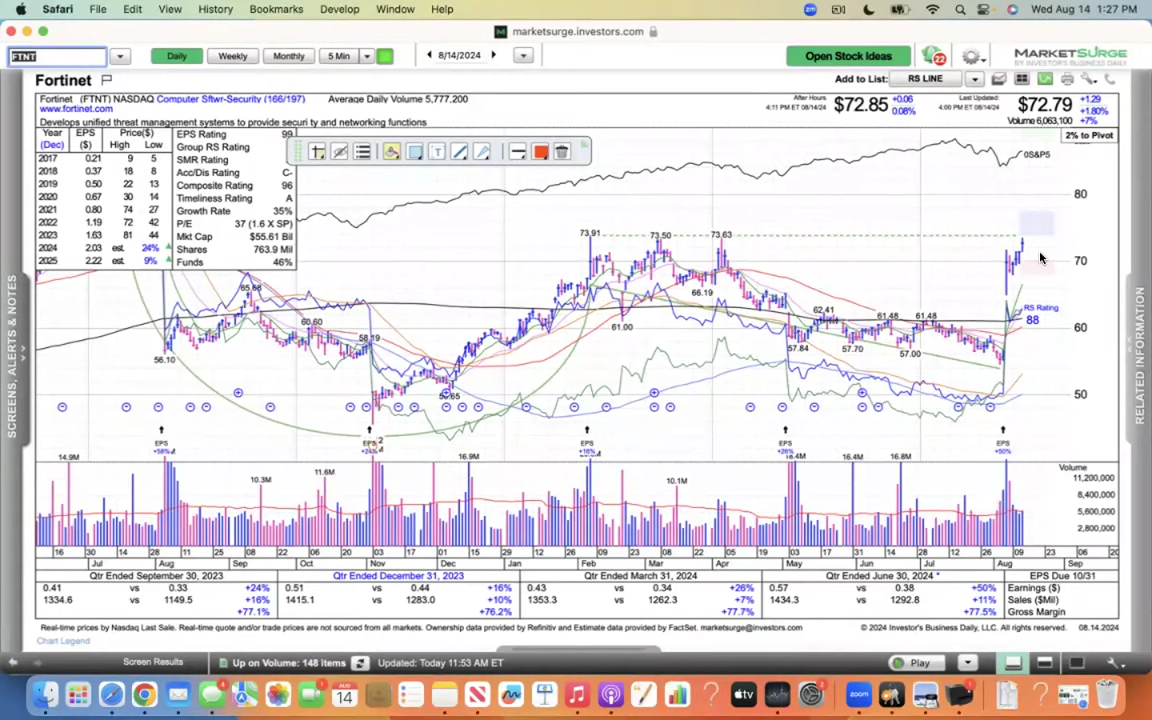 Safari File Edit View History Bookmarks Develop Window Help Wed Aug 14 1:27 PM
marketsurge.investors.com
FTNT Daily Weekly Monthly 5 Min 8/14/2024 Open Stock Ideas 22 MARKETSURGE
BY INVESTOR'S BUSINESS DAILY
Fortinet Add to List: RS LINE
Fortinet (FTNT) NASDAQ Computer Sftwr-Security (166/197) Average Daily Volume 5,777,200
www.fortinet.com
Develops unified threat management systems to provide security and networking functions
After Hours
4:11 PM ET 08/14/24 $72.85 +0.06
0.08%
Last Updated:
4:00 PM ET 08/14/24 $72.79 +1.29
+1.80%
Volume 6,063,100 +7%
2% to Pivot
Year EPS Price($)
(Dec) ($) High Low
2017 0.21 9 5
2018 0.37 18 8
2019 0.50 22 13
2020 0.67 30 14
2021 0.80 74 27
2022 1.19 72 42
2023 1.63 81 44
2024 2.03 est. 24%
2025 2.22 est. 9%
EPS Rating 99
Group RS Rating
SMR Rating
Acc/Dis Rating C-
Composite Rating 96
Timeliness Rating A
Growth Rate 35%
P/E 37 (1.6 X SP)
Mkt Cap $55.61 Bil
Shares 763.9 Mil
Funds 46%
0S&P5
80
73.91 73.50 73.63
70
66.19
65.68
RS Rating
88
62.41 61.48 61.48
60.60 61.00 60
58.19
56.10 57.84 57.70 57.00
50
EPS EPS EPS EPS EPS
+58% +26% +50%
14.9M 10.3M 11.6M 16.9M 10.1M 16.4M 16.8M
Volume
11,200,000
8,400,000
5,600,000
2,800,000
16 30 14 28 11 25 08 22 06 20 03 17 01 15 29 12 26 09 23 08 22 05 19 03 17 31 14 28 12 26 09 23 06 20
Jul Aug Sep Oct Nov Dec Jan Feb Mar Apr May Jun Jul Aug Sep
Qtr Ended September 30, 2023 Qtr Ended December 31, 2023 Qtr Ended March 31, 2024 Qtr Ended June 30, 2024 * EPS Due 10/31
0.41 vs 0.33 +24% 0.51 vs 0.44 +16% 0.43 vs 0.34 +26% 0.57 vs 0.38 +50% Earnings ($)
1334.6 vs 1149.5 +16% 1415.1 vs 1283.0 +10% 1353.3 vs 1262.3 +7% 1434.3 vs 1292.8 +11% Sales ($Mil)
+77.1% +76.2% +77.7% +77.5% Gross Margin
Real-time prices by Nasdaq Last Sale. Real-time quote and/or trade prices are not sourced from all markets. Ownership data provided by Refinitiv and Estimate data provided by FactSet. marketsurge@investors.com © 2024 Investor's Business Daily, LLC. All rights reserved. 08.14.2024
Chart Legend
SCREENS, ALERTS & NOTES
RELATED INFORMATION
Screen Results Up on Volume: 148 items Updated: Today 11:53 AM ET Play
AUG
14
zoom
tv